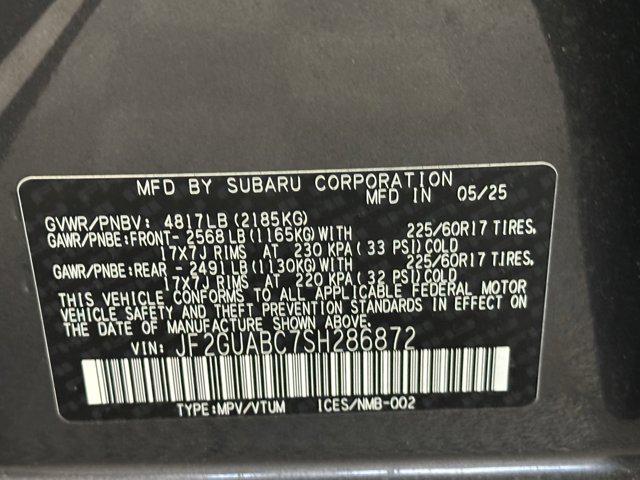 MFD BY SUBARU CORPORATION
MFD IN 05/25
GVWR/PNBV: 4817LB (2185KG)
GAWR/PNBE:FRONT- 2568 LB (1165KG) WITH 225/60R17 TIRES.
17X7J RIMS AT 230 KPA (33 PSI) COLD
GAWR/PNBE:REAR - 2491 LB (1130KG) WITH 225/60R17 TIRES.
17X7J RIMS AT 220 KPA (32 PSI) COLD
THIS VEHICLE CONFORMS TO ALL APPLICABLE FEDERAL MOTOR
VEHICLE SAFETY AND THEFT PREVENTION STANDARDS IN EFFECT ON
THE DATE OF MANUFACTURE SHOWN ABOVE.
VIN: JF2GUABC7SH286872
TYPE:MPV/VTUM ICES/NMB-002